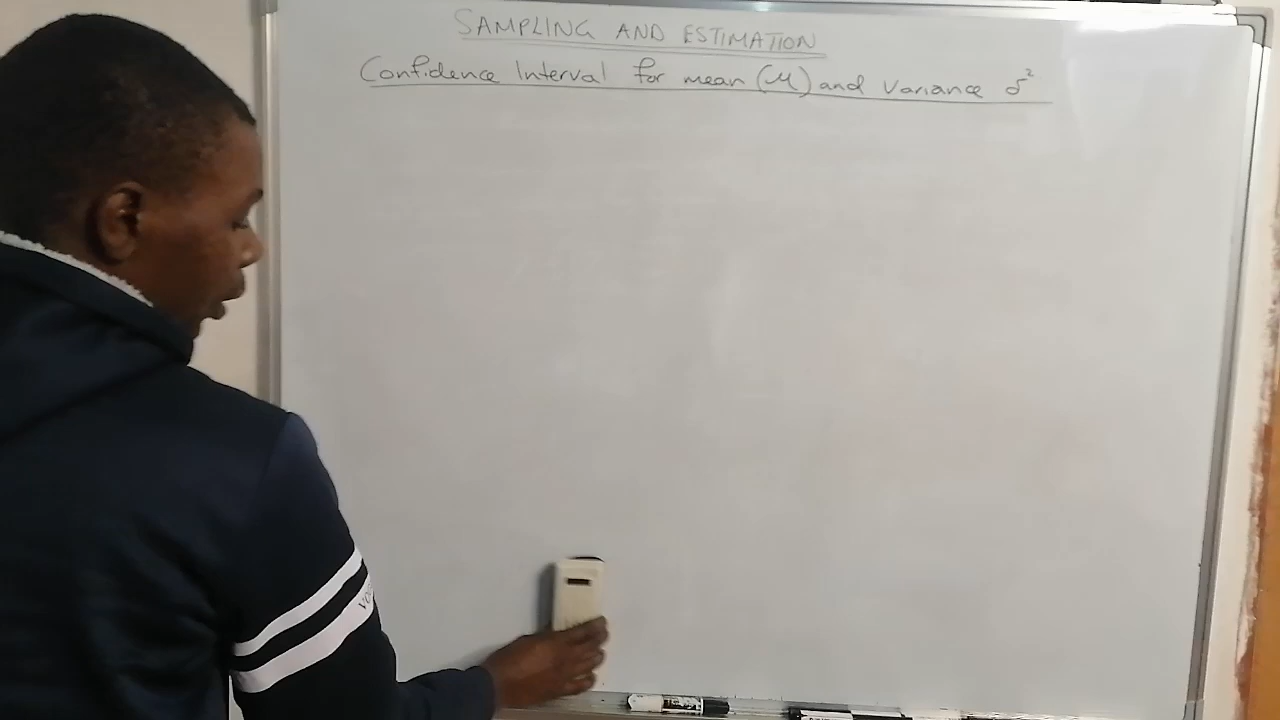 SAMPLING AND ESTIMATION
Confidence Interval for mean (μ) and Variance σ²